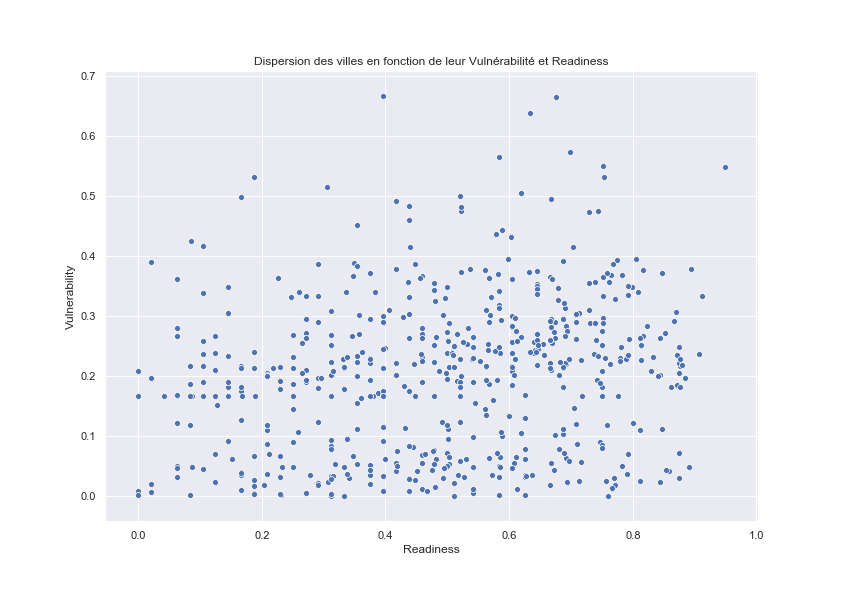 Dispersion des villes en fonction de leur Vulnérabilité et Readiness
0.7
0.6
0.5
0.4
0.3
0.2
0.1
0.0
Vulnerability
0.0 0.2 0.4 0.6 0.8 1.0
Readiness